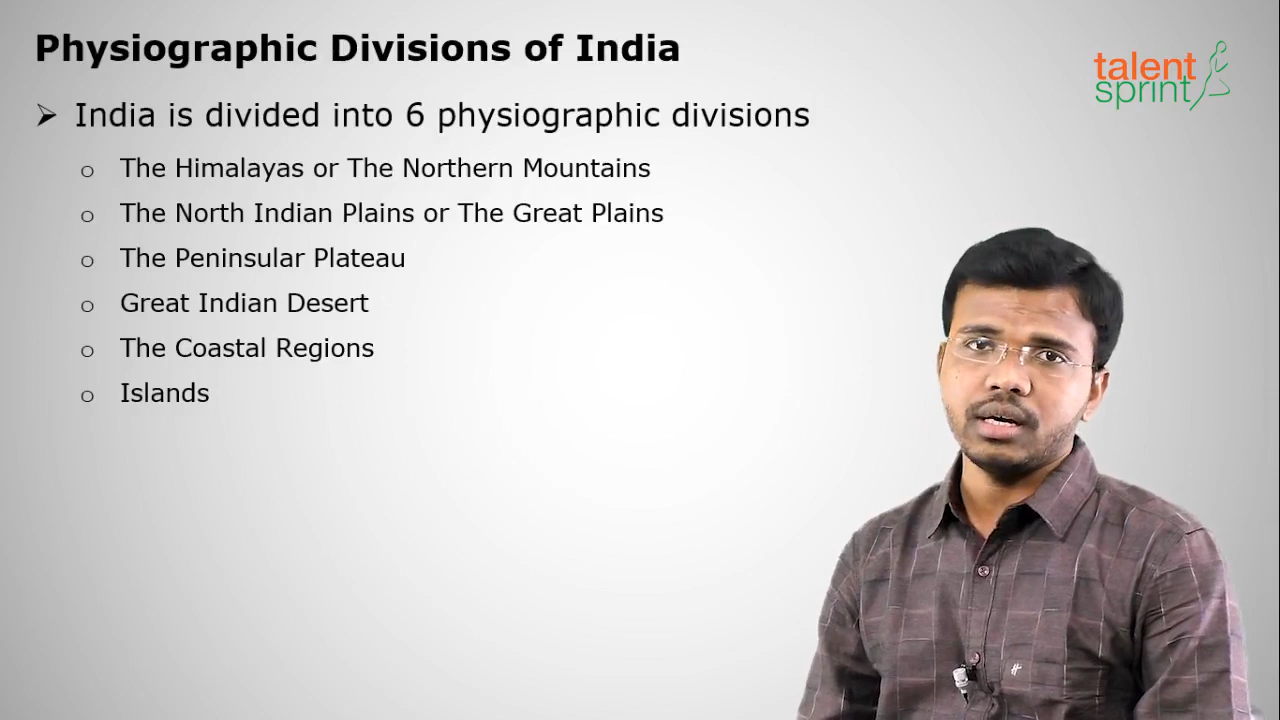 Physiographic Divisions of India
talent
sprint
➢ India is divided into 6 physiographic divisions
o The Himalayas or The Northern Mountains
o The North Indian Plains or The Great Plains
o The Peninsular Plateau
o Great Indian Desert
o The Coastal Regions
o Islands